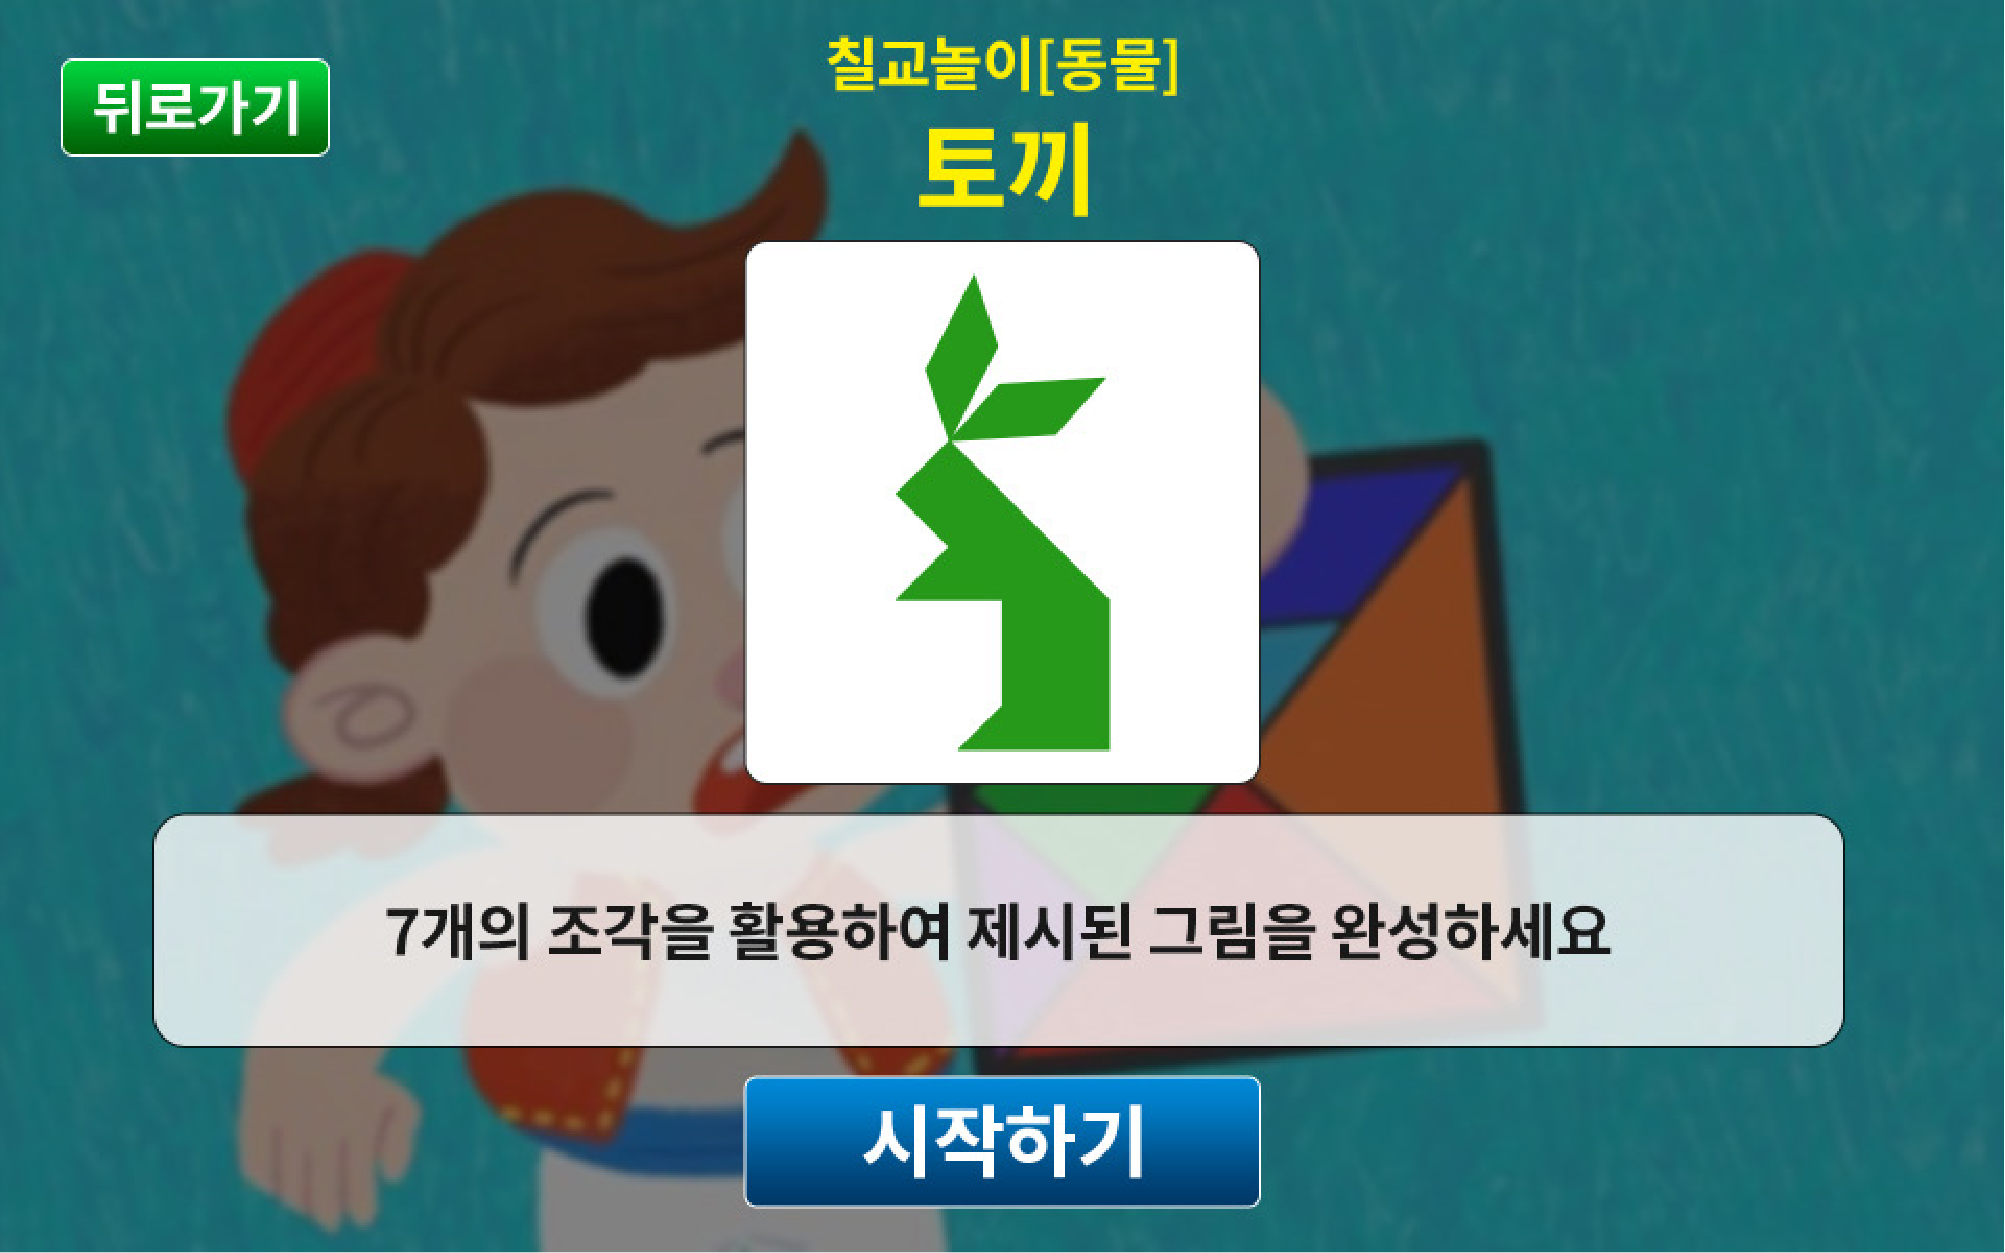 칠교놀이[동물]
뒤로가기
토끼
7개의 조각을 활용하여 제시된 그림을 완성하세요
시작하기